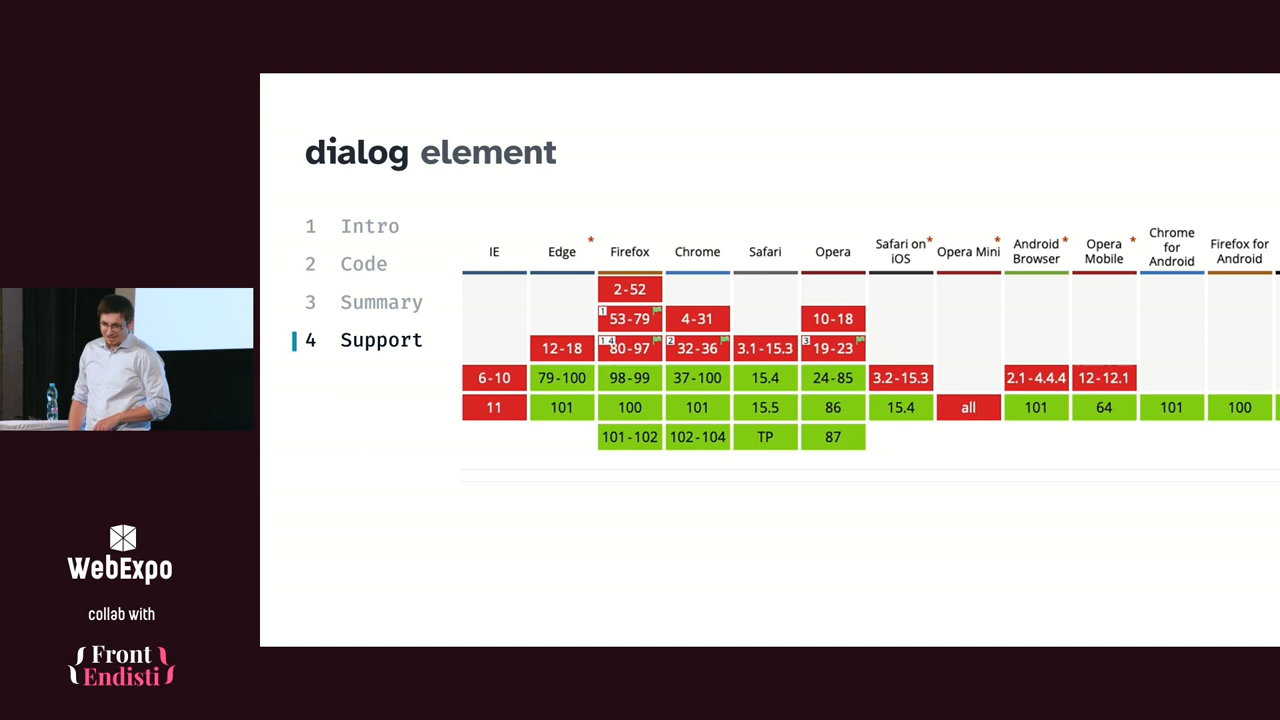 dialog element
1 Intro
2 Code
3 Summary
4 Support
IE Edge * Firefox Chrome Safari Opera Safari on iOS * Opera Mini * Android Browser * Opera Mobile * Chrome for Android Firefox for Android
2-52
1 53-79 4-31 10-18
12-18 1 4 80-97 2 32-36 3.1-15.3 3 19-23
6-10 79-100 98-99 37-100 15.4 24-85 3.2-15.3 2.1-4.4.4 12-12.1
11 101 100 101 15.5 86 15.4 all 101 64 101 100
101-102 102-104 TP 87
WebExpo
collab with
{Front}
{Endisti}